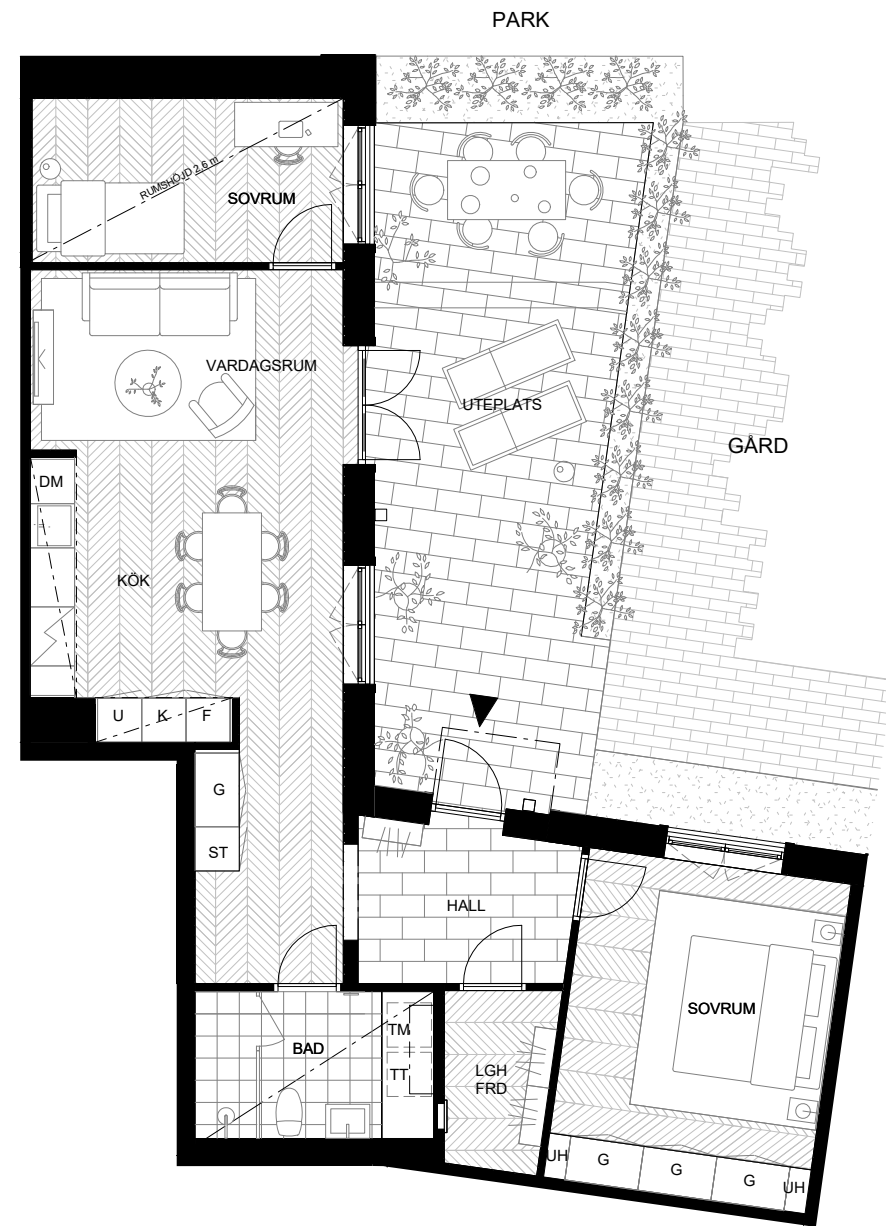 PARK
RUMSHÖJD 2,6 m
SOVRUM
VARDAGSRUM
UTEPLATS
GÅRD
DM
KÖK
U K F
G
ST
HALL
SOVRUM
BAD
TM
TT
LGH
FRD
UH G G G UH